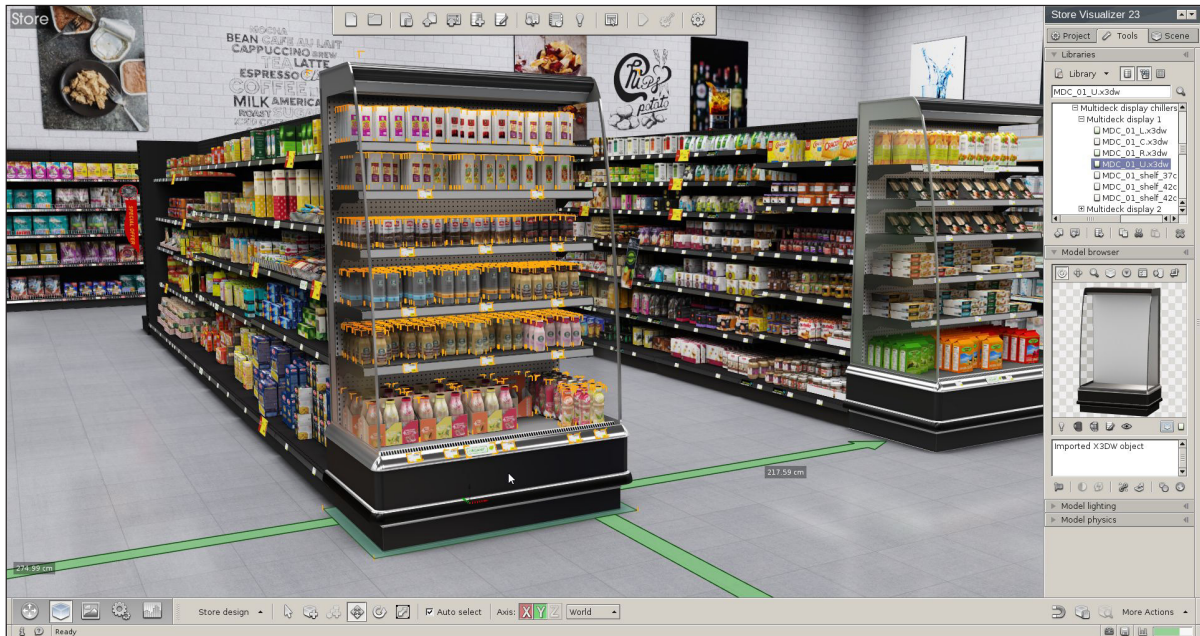 Store
Store Visualizer 23
Project
Tools
Scene
Libraries
Library
MDC_01_U.x3dw
Multideck display chillers
Multideck display 1
MDC_01_L.x3dw
MDC_01_C.x3dw
MDC_01_R.x3dw
MDC_01_U.x3dw
MDC_01_shelf_37c
MDC_01_shelf_42c
MDC_01_shelf_42c
Multideck display 2
Model browser
Imported X3DW object
Model lighting
Model physics
MOCHA
BEAN CAFE AU LAIT
CAPPUCCINO BREW
TEA LATTE
ESPRESSO
COFFEE
MILK AMERICA
ROAST
Chips
potato
217.59 cm
274.99 cm
Store design
Auto select
Axis:
X
Y
Z
World
More Actions
Ready